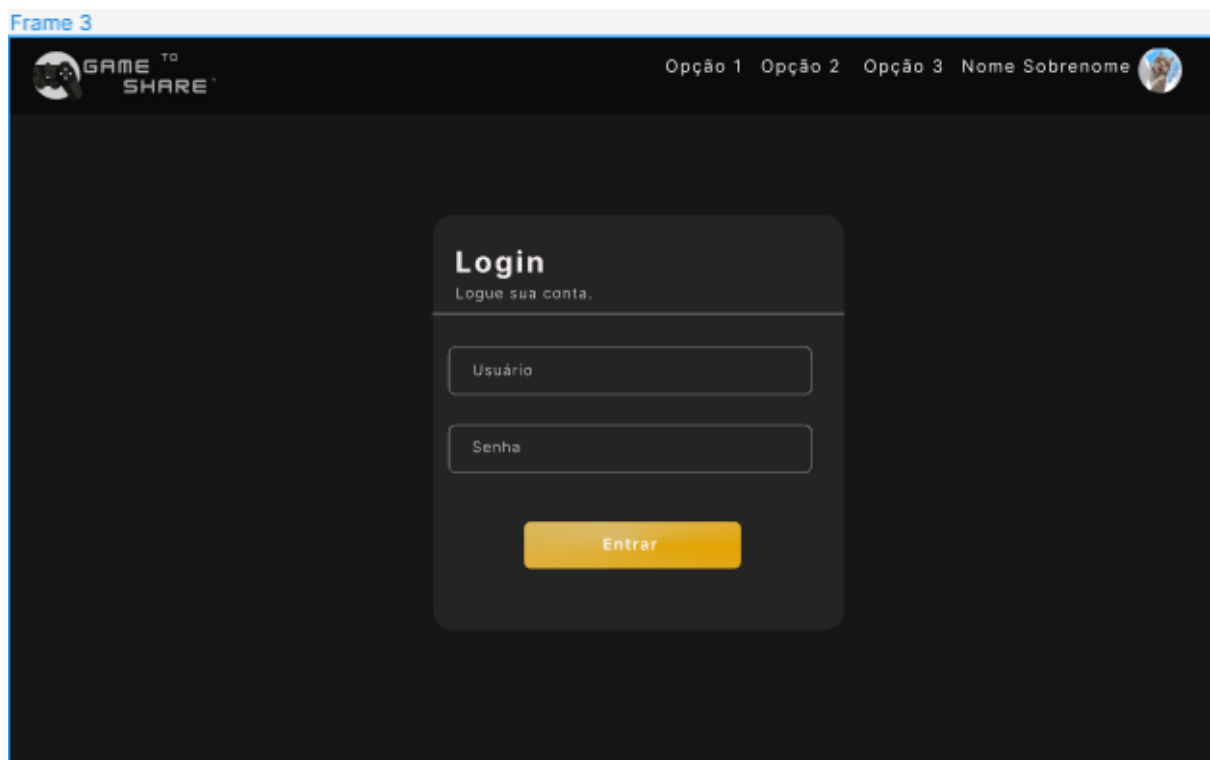 Frame 3
GAME TO
SHARE
Opção 1 Opção 2 Opção 3 Nome Sobrenome
Login
Logue sua conta.
Usuário
Senha
Entrar